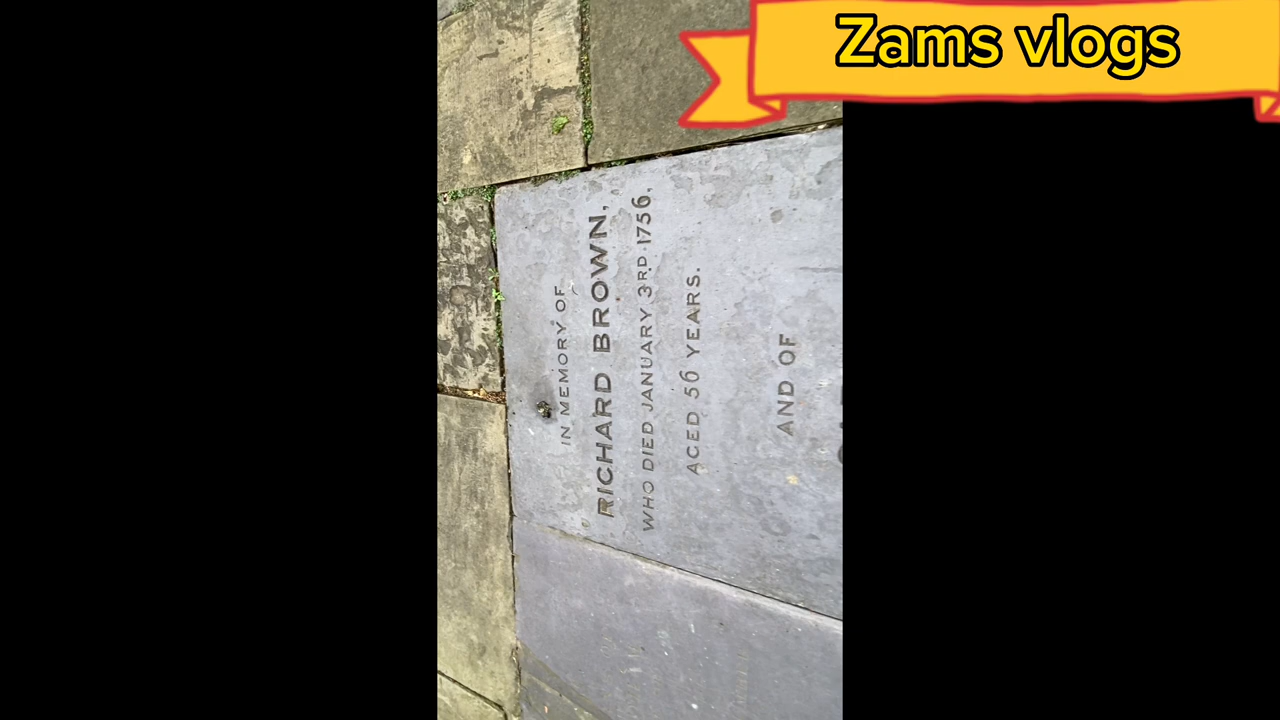 Zams vlogs
IN MEMORY OF
RICHARD BROWN,
WHO DIED JANUARY 3RD 1756,
AGED 56 YEARS.
AND OF